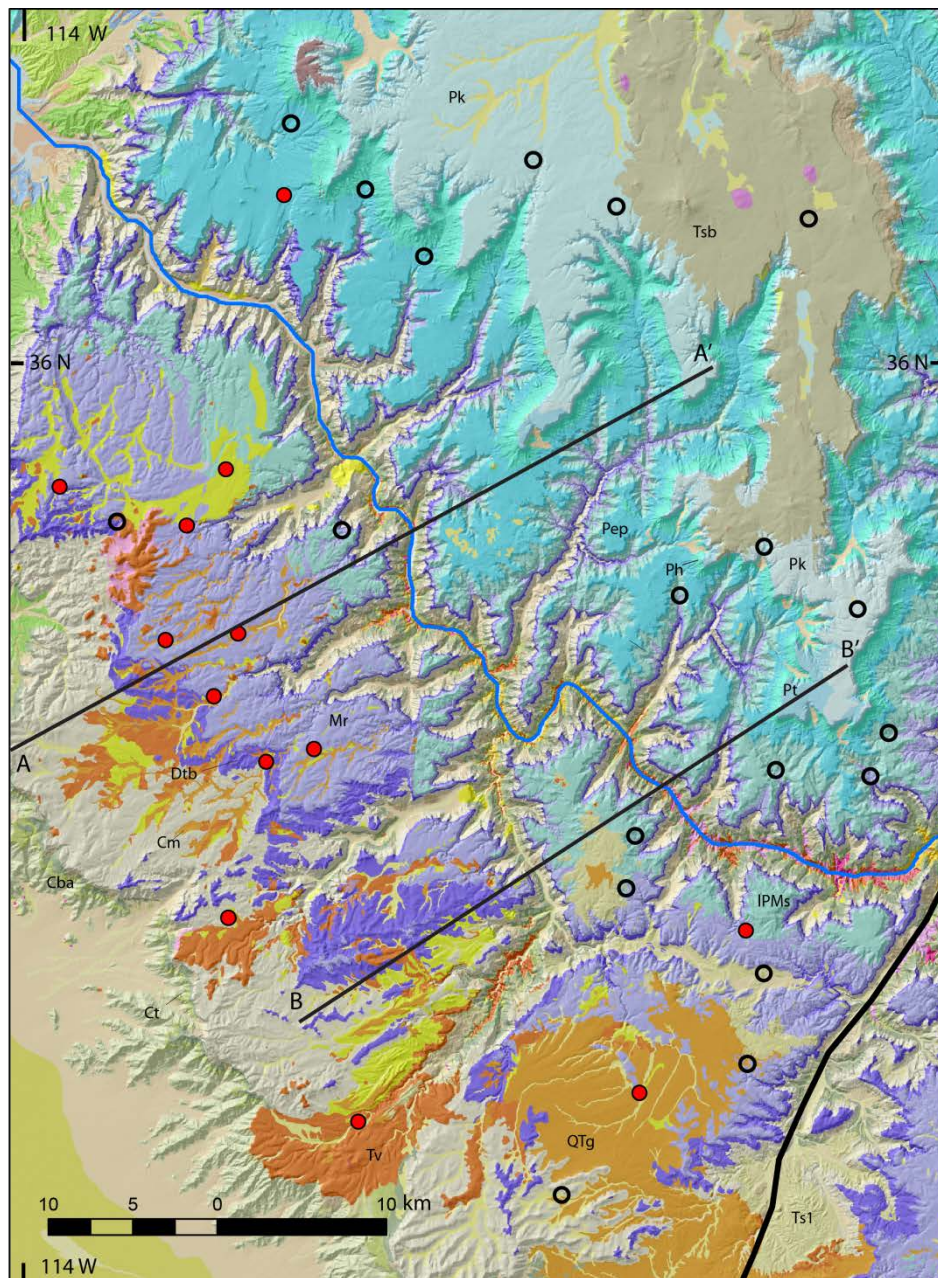 114 W
Pk
Tsb
36 N
36 N
A'
Pep
Ph
Pk
B'
Pt
Mr
A
Dtb
Cm
Cba
IPMs
Ct
B
QTg
Tv
Ts1
10 5 0 10 km
114 W